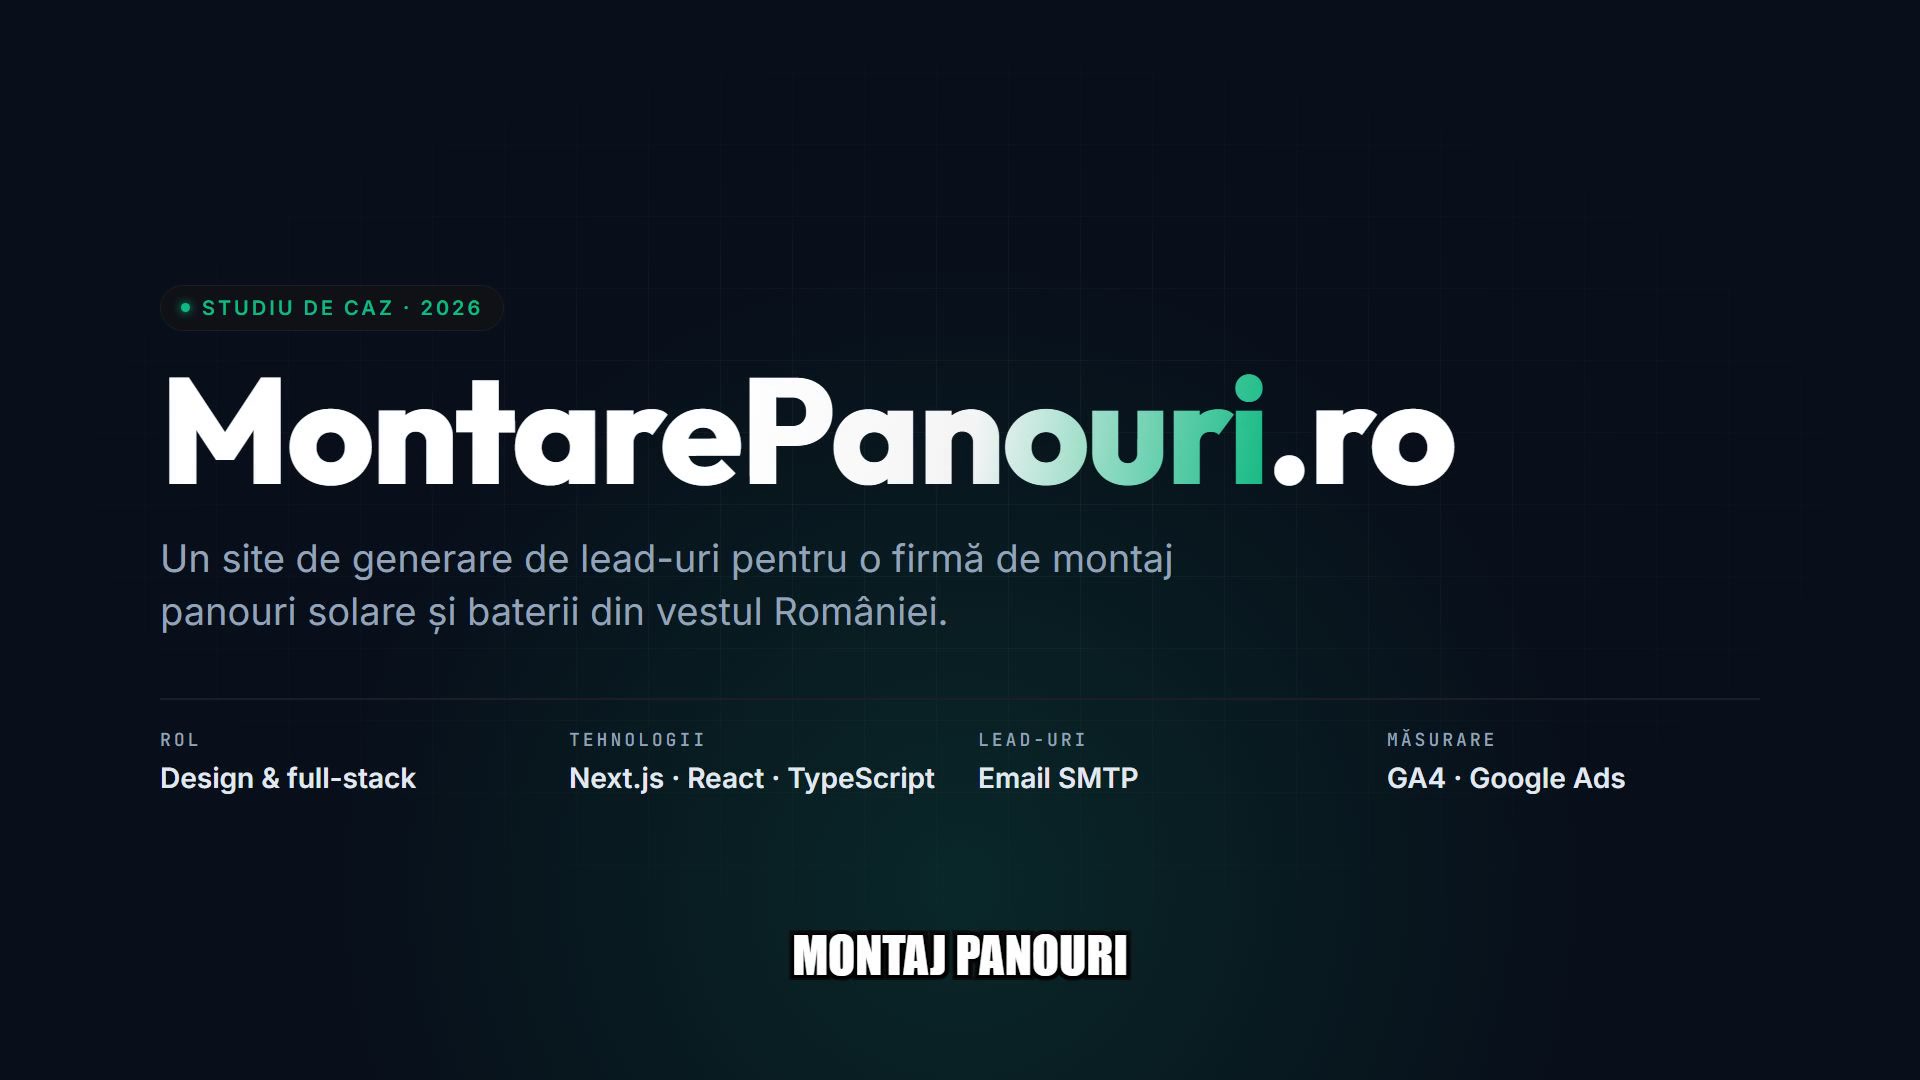 STUDIU DE CAZ · 2026
MontarePanouri.ro
Un site de generare de lead-uri pentru o firmă de montaj
panouri solare și baterii din vestul României.
ROL
Design & full-stack
TEHNOLOGII
Next.js · React · TypeScript
LEAD-URI
Email SMTP
MĂSURARE
GA4 · Google Ads
MONTAJ PANOURI